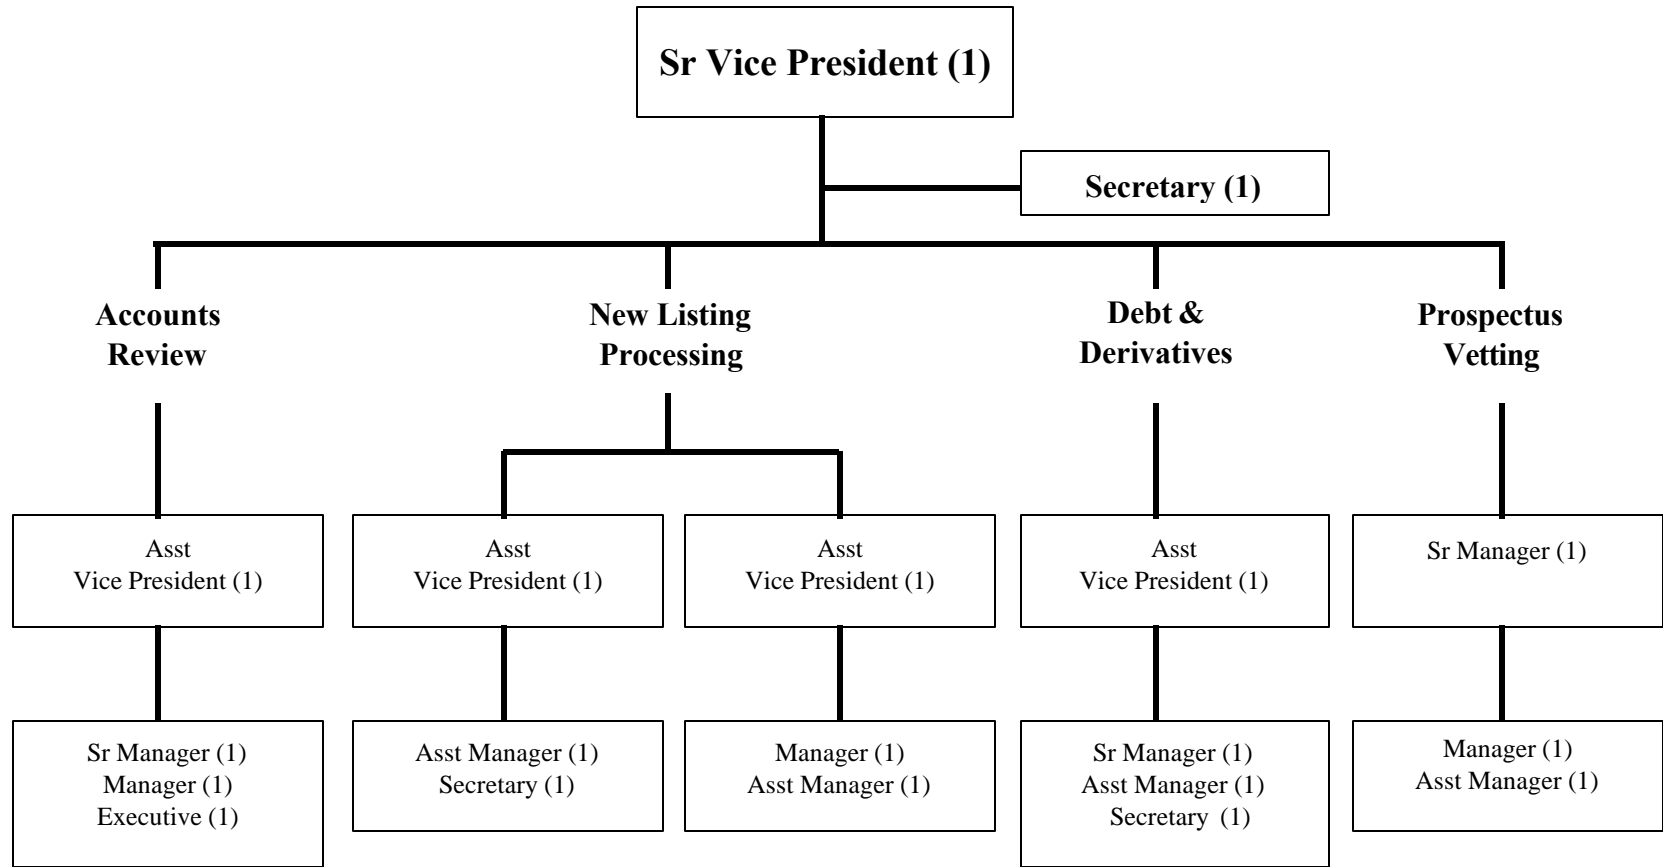 Sr Vice President (1)
Secretary (1)
Accounts
Review
New Listing
Processing
Debt &
Derivatives
Prospectus
Vetting
Asst
Vice President (1)
Asst
Vice President (1)
Asst
Vice President (1)
Asst
Vice President (1)
Sr Manager (1)
Sr Manager (1)
Manager (1)
Executive (1)
Asst Manager (1)
Secretary (1)
Manager (1)
Asst Manager (1)
Sr Manager (1)
Asst Manager (1)
Secretary (1)
Manager (1)
Asst Manager (1)